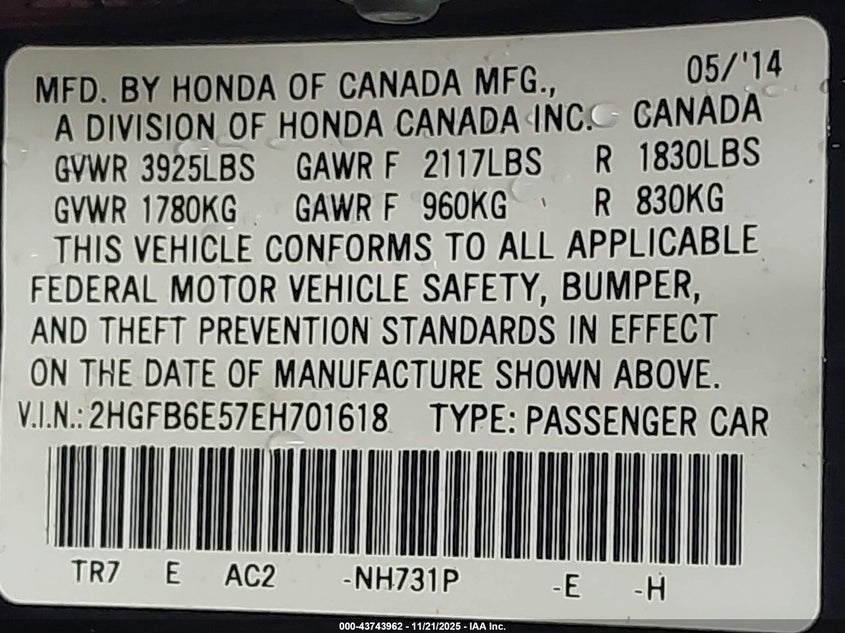 05/'14
MFD. BY HONDA OF CANADA MFG.,
A DIVISION OF HONDA CANADA INC. CANADA
GVWR 3925LBS GAWR F 2117LBS R 1830LBS
GVWR 1780KG GAWR F 960KG R 830KG
THIS VEHICLE CONFORMS TO ALL APPLICABLE
FEDERAL MOTOR VEHICLE SAFETY, BUMPER,
AND THEFT PREVENTION STANDARDS IN EFFECT
ON THE DATE OF MANUFACTURE SHOWN ABOVE.
V.I.N.: 2HGFB6E57EH701618 TYPE: PASSENGER CAR
TR7 E AC2 -NH731P -E -H
000-43743962 - 11/21/2025 - IAA Inc.